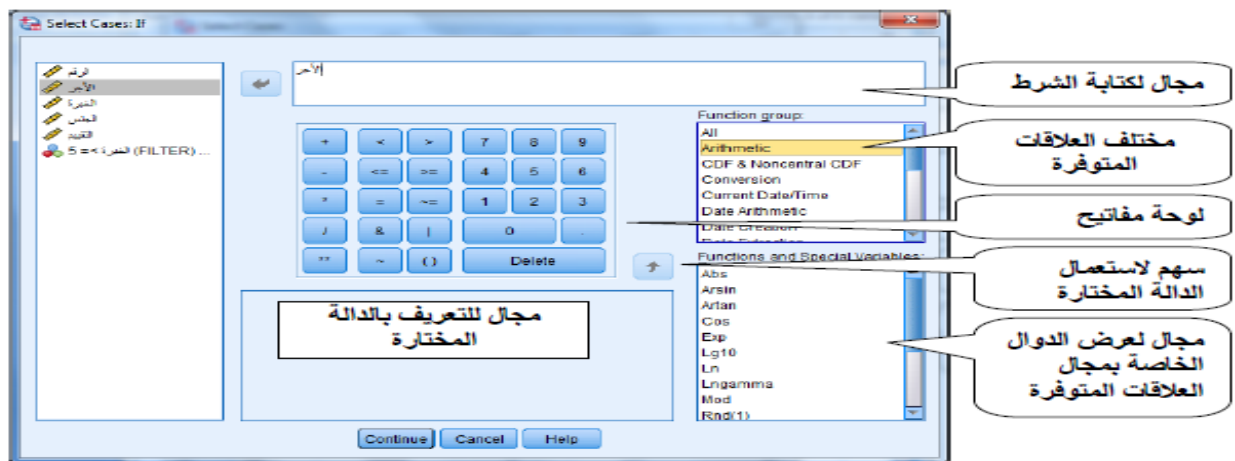 Select Cases: If
الرقم
الأجر
الخبرة
الجنس
التقييد
الخبرة >= 5 (FILTER) ...
الأجر
+ < > 7 8 9
- <= >= 4 5 6
* = ~= 1 2 3
/ & | 0 .
** ~ () Delete
Function group:
All
Arithmetic
CDF & Noncentral CDF
Conversion
Current Date/Time
Date Arithmetic
Date Creation
Date Extraction
Functions and Special Variables:
Abs
Arsin
Artan
Cos
Exp
Lg10
Ln
Lngamma
Mod
Rnd(1)
مجال للتعريف بالدالة
المختارة
Continue Cancel Help
مجال لكتابة الشرط
مختلف العلاقات
المتوفرة
لوحة مفاتيح
سهم لاستعمال
الدالة المختارة
مجال لعرض الدوال
الخاصة بمجال
العلاقات المتوفرة